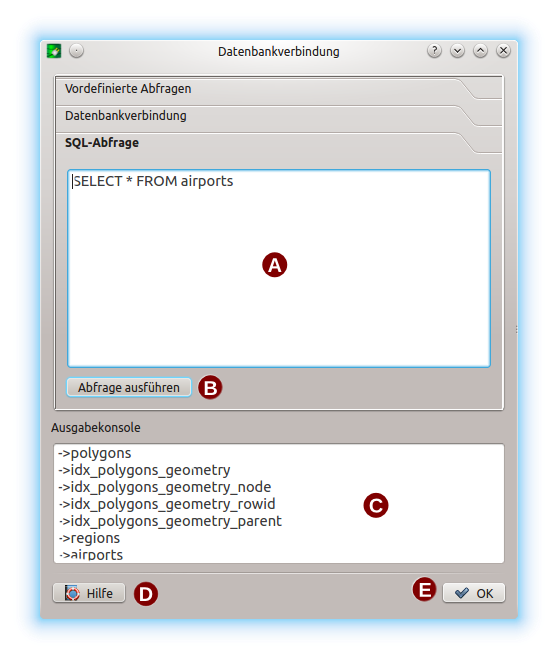 Datenbankverbindung
Vordefinierte Abfragen
Datenbankverbindung
SQL-Abfrage
SELECT * FROM airports
A
Abfrage ausführen B
Ausgabekonsole
->polygons
->idx_polygons_geometry
->idx_polygons_geometry_node
->idx_polygons_geometry_rowid
->idx_polygons_geometry_parent
->regions
->airports
C
Hilfe D E OK